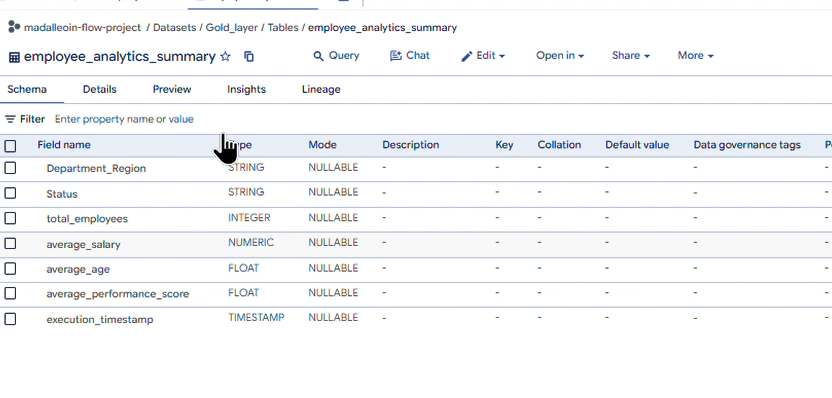 madalleoin-flow-project / Datasets / Gold_layer / Tables / employee_analytics_summary
employee_analytics_summary Query Chat Edit Open in Share More
Schema Details Preview Insights Lineage
Filter Enter property name or value
Field name Mode Description Key Collation Default value Data governance tags
Department_Region STRING NULLABLE - - - - -
Status STRING NULLABLE - - - - -
total_employees INTEGER NULLABLE - - - - -
average_salary NUMERIC NULLABLE - - - - -
average_age FLOAT NULLABLE - - - - -
average_performance_score FLOAT NULLABLE - - - - -
execution_timestamp TIMESTAMP NULLABLE - - - - -